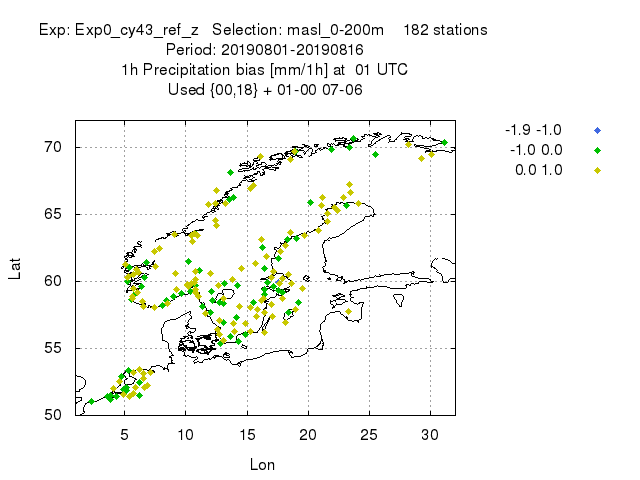 Exp: Exp0_cy43_ref_z   Selection: masl_0-200m    182 stations
Period: 20190801-20190816
1h Precipitation bias [mm/1h] at  01 UTC
Used {00,18} + 01-00 07-06
-1.9 -1.0
-1.0 0.0
0.0 1.0
70
65
60
55
50
Lat
5 10 15 20 25 30
Lon